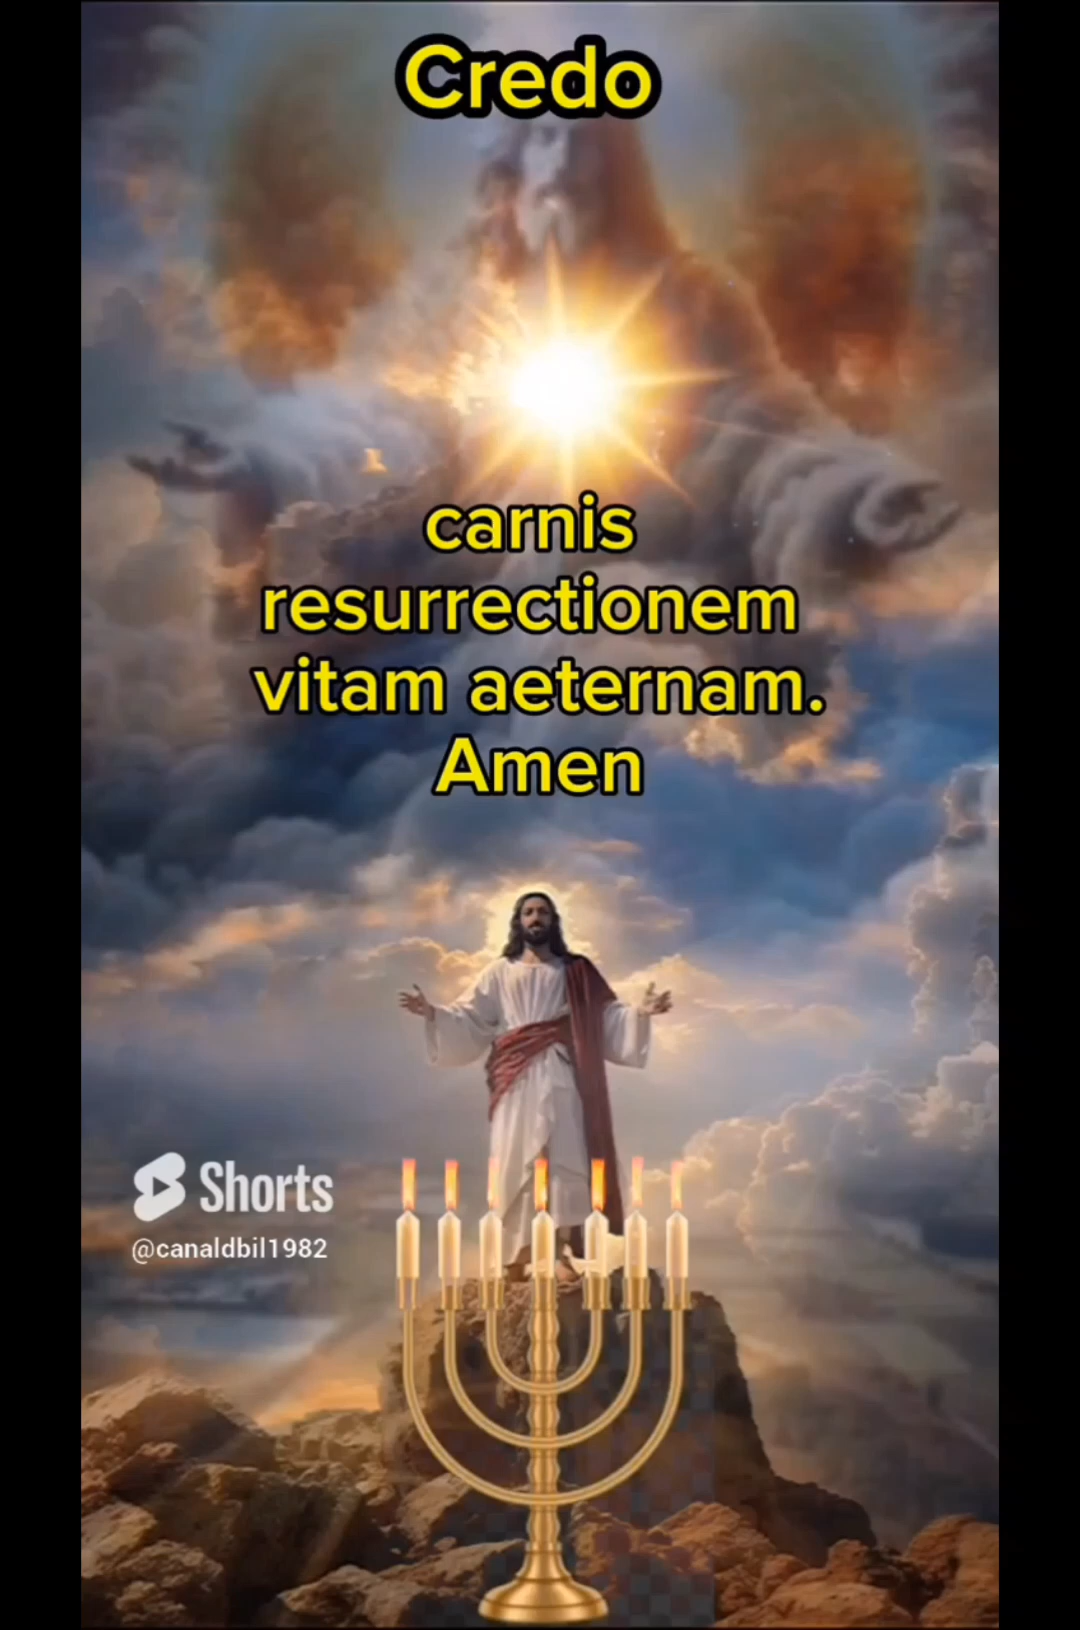 Credo
carnis
resurrectionem
vitam aeternam.
Amen
Shorts
@canaldbil1982